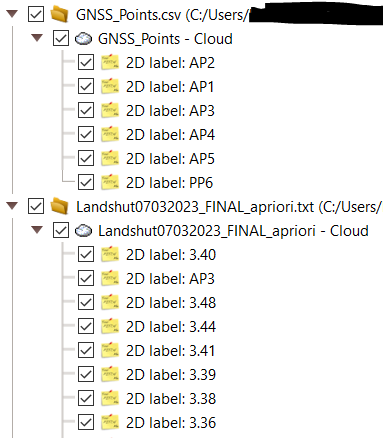 GNSS_Points.csv (C:/Users/
GNSS_Points - Cloud
2D label: AP2
2D label: AP1
2D label: AP3
2D label: AP4
2D label: AP5
2D label: PP6
Landshut07032023_FINAL_apriori.txt (C:/Users/
Landshut07032023_FINAL_apriori - Cloud
2D label: 3.40
2D label: AP3
2D label: 3.48
2D label: 3.44
2D label: 3.41
2D label: 3.39
2D label: 3.38
2D label: 3.36